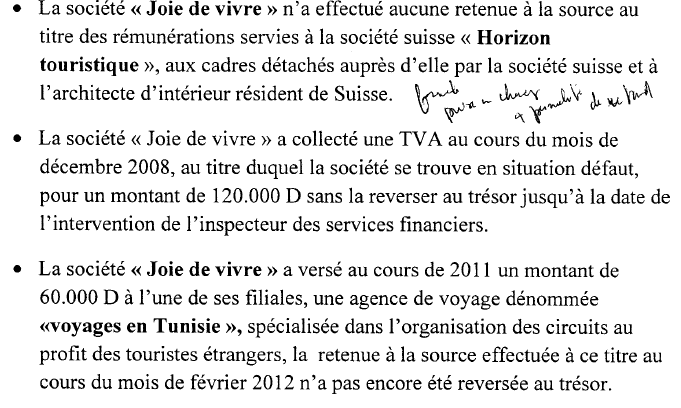 • La société « Joie de vivre » n’a effectué aucune retenue à la source au
titre des rémunérations servies à la société suisse « Horizon
touristique », aux cadres détachés auprès d’elle par la société suisse et à
l’architecte d’intérieur résident de Suisse.
• La société « Joie de vivre » a collecté une TVA au cours du mois de
décembre 2008, au titre duquel la société se trouve en situation défaut,
pour un montant de 120.000 D sans la reverser au trésor jusqu’à la date de
l’intervention de l’inspecteur des services financiers.
• La société « Joie de vivre » a versé au cours de 2011 un montant de
60.000 D à l’une de ses filiales, une agence de voyage dénommée
«voyages en Tunisie », spécialisée dans l’organisation des circuits au
profit des touristes étrangers, la retenue à la source effectuée à ce titre au
cours du mois de février 2012 n’a pas encore été reversée au trésor.